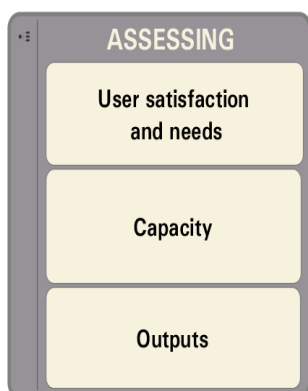 ASSESSING
User satisfaction
and needs
Capacity
Outputs